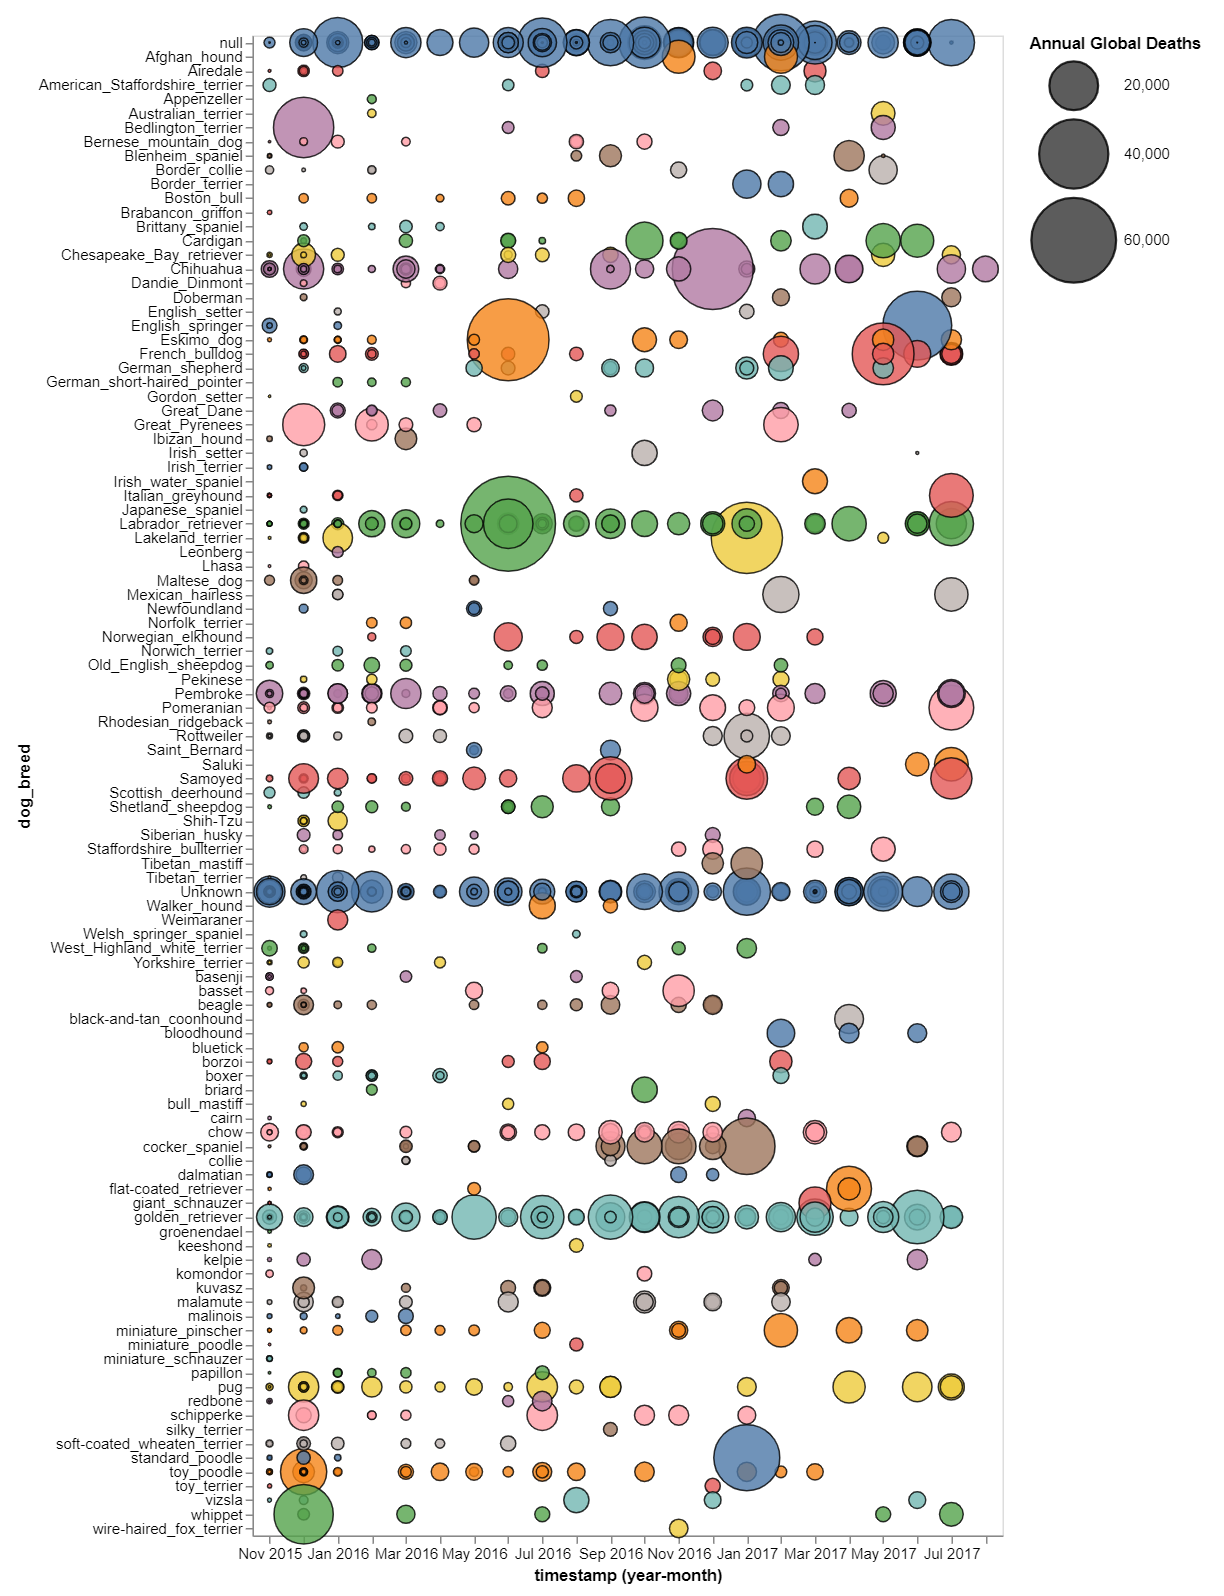 null
Afghan_hound
Airedale
American_Staffordshire_terrier
Appenzeller
Australian_terrier
Bedlington_terrier
Bernese_mountain_dog
Blenheim_spaniel
Border_collie
Border_terrier
Boston_bull
Brabancon_griffon
Brittany_spaniel
Cardigan
Chesapeake_Bay_retriever
Chihuahua
Dandie_Dinmont
Doberman
English_setter
English_springer
Eskimo_dog
French_bulldog
German_shepherd
German_short-haired_pointer
Gordon_setter
Great_Dane
Great_Pyrenees
Ibizan_hound
Irish_setter
Irish_terrier
Irish_water_spaniel
Italian_greyhound
Japanese_spaniel
Labrador_retriever
Lakeland_terrier
Leonberg
Lhasa
Maltese_dog
Mexican_hairless
Newfoundland
Norfolk_terrier
Norwegian_elkhound
Norwich_terrier
Old_English_sheepdog
Pekinese
Pembroke
Pomeranian
Rhodesian_ridgeback
Rottweiler
Saint_Bernard
Saluki
Samoyed
Scottish_deerhound
Shetland_sheepdog
Shih-Tzu
Siberian_husky
Staffordshire_bullterrier
Tibetan_mastiff
Tibetan_terrier
Unknown
Walker_hound
Weimaraner
Welsh_springer_spaniel
West_Highland_white_terrier
Yorkshire_terrier
basenji
basset
beagle
black-and-tan_coonhound
bloodhound
bluetick
borzoi
boxer
briard
bull_mastiff
cairn
chow
cocker_spaniel
collie
dalmatian
flat-coated_retriever
giant_schnauzer
golden_retriever
groenendael
keeshond
kelpie
komondor
kuvasz
malamute
malinois
miniature_pinscher
miniature_poodle
miniature_schnauzer
papillon
pug
redbone
schipperke
silky_terrier
soft-coated_wheaten_terrier
standard_poodle
toy_poodle
toy_terrier
vizsla
whippet
wire-haired_fox_terrier
dog_breed
Nov 2015 Jan 2016 Mar 2016 May 2016 Jul 2016 Sep 2016 Nov 2016 Jan 2017 Mar 2017 May 2017 Jul 2017
timestamp (year-month)
Annual Global Deaths
20,000
40,000
60,000